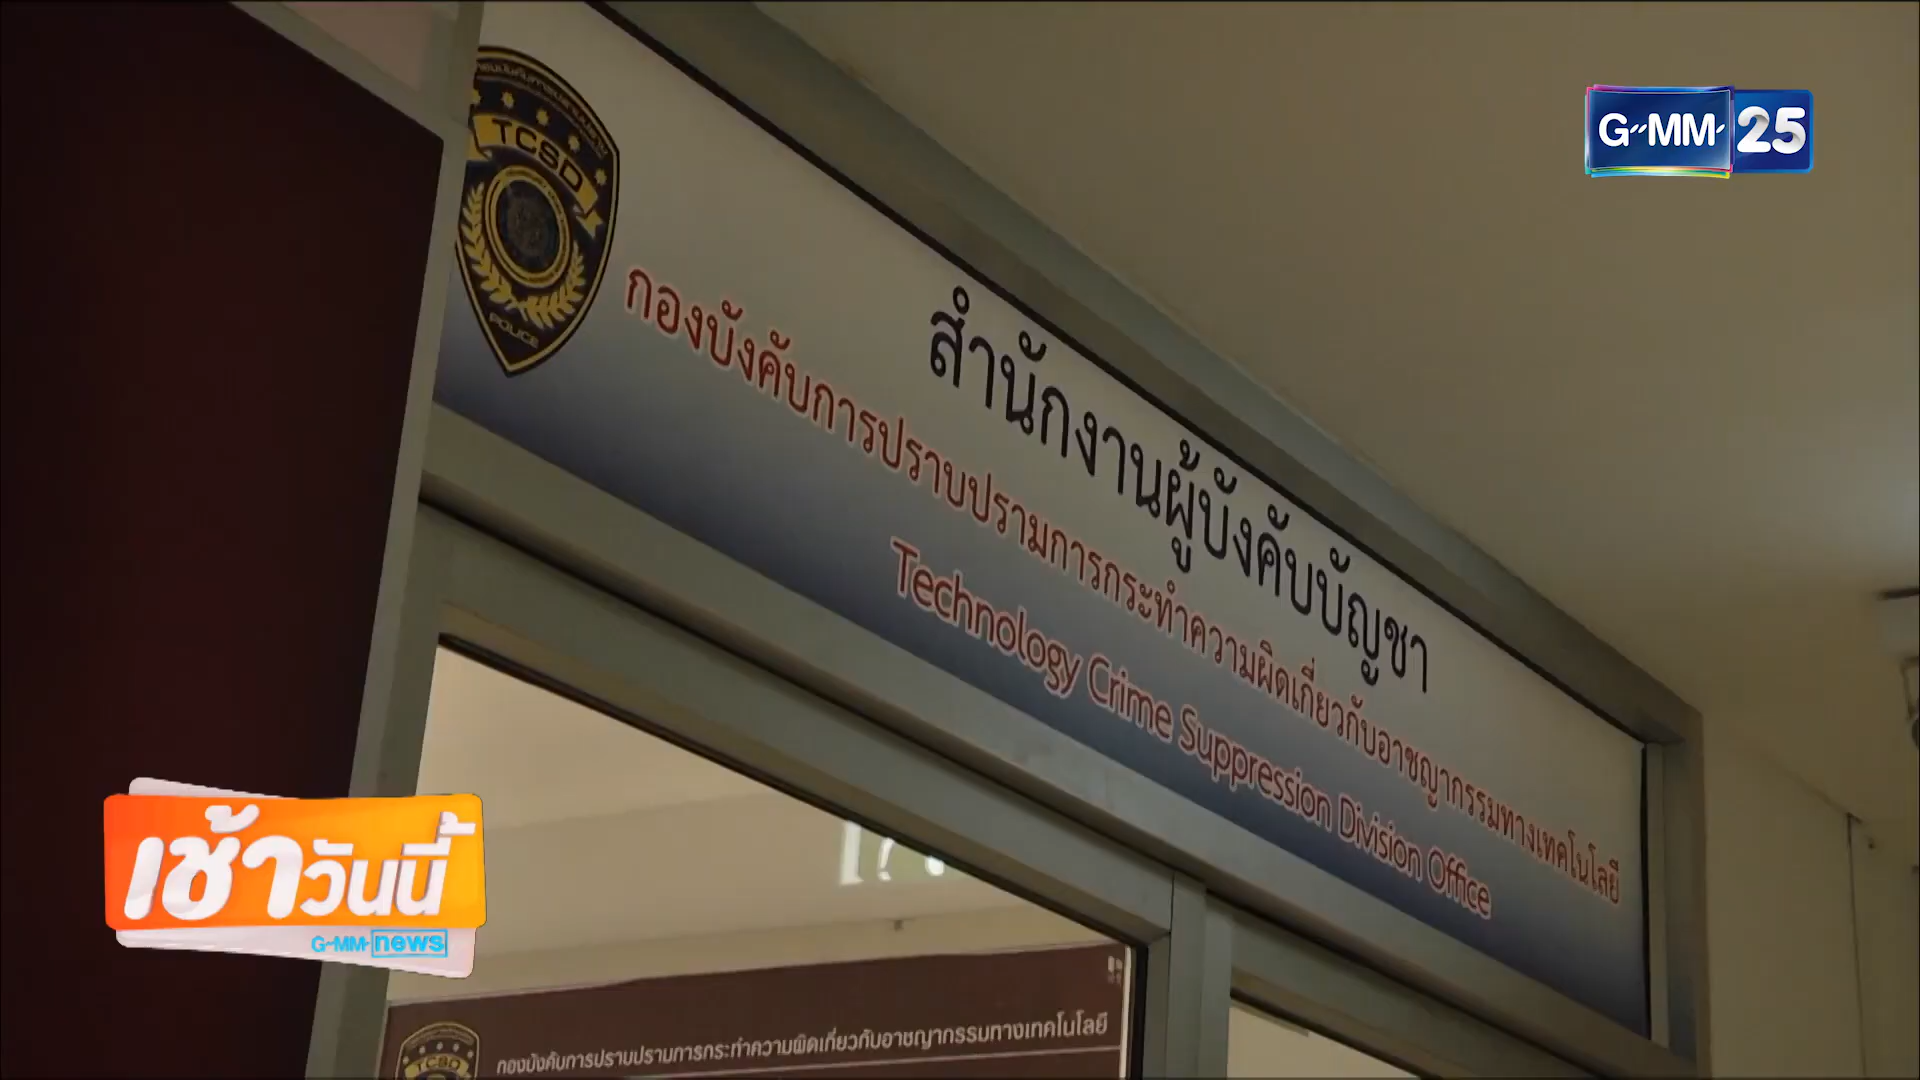 G-MM 25
TCSD
POLICE
สำนักงานผู้บังคับบัญชา
กองบังคับการปราบปรามการกระทำความผิดเกี่ยวกับอาชญากรรมทางเทคโนโลยี
Technology Crime Suppression Division Office
เช้าวันนี้
G-MM news
TCSD
กองบังคับการปราบปรามการกระทำความผิดเกี่ยวกับอาชญากรรมทางเทคโนโลยี